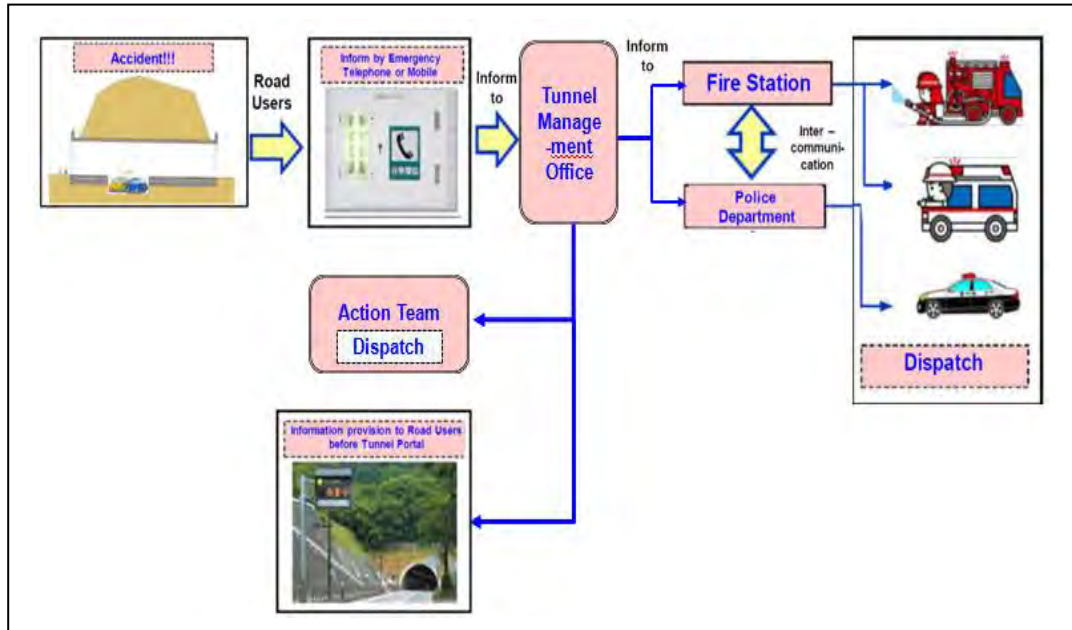 Accident!!!
Road
Users
Inform by Emergency
Telephone or Mobile
Inform
to
Tunnel
Manage
-ment
Office
Inform
to
Fire Station
Inter –
communi-
cation
Police
Department
Dispatch
Action Team
Dispatch
Information provision to Road Users
before Tunnel Portal